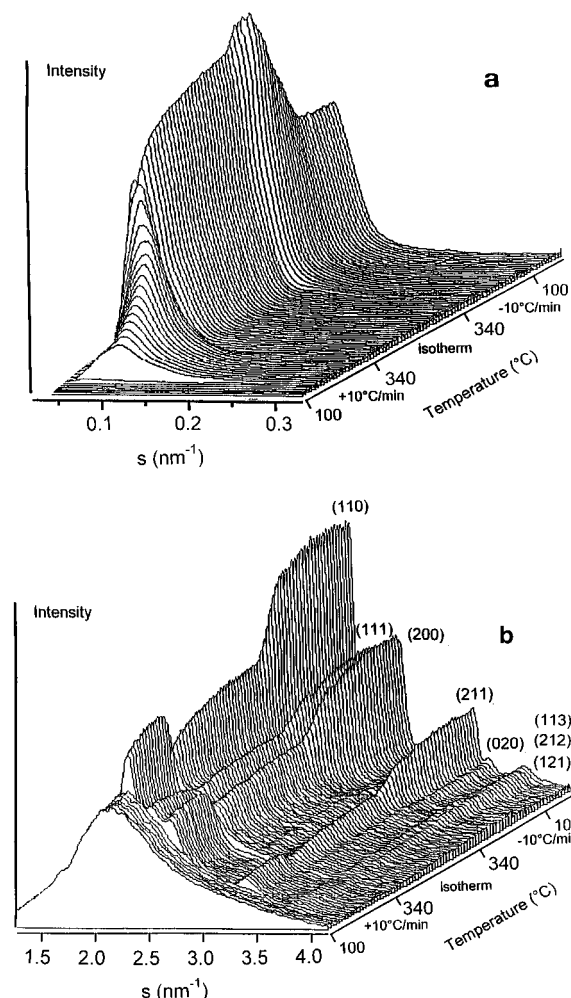 a
Intensity
100
-10°C/min
340
isotherm
340
+10°C/min
100
Temperature (°C)
0.1 0.2 0.3
s (nm-1)
(110)
Intensity
b
(111) (200)
(211)
(113)
(020) (212)
(121)
10
-10°C/mi
340
isotherm
340
+10°C/min
100
Temperature (°C)
1.5 2.0 2.5 3.0 3.5 4.0
s (nm-1)